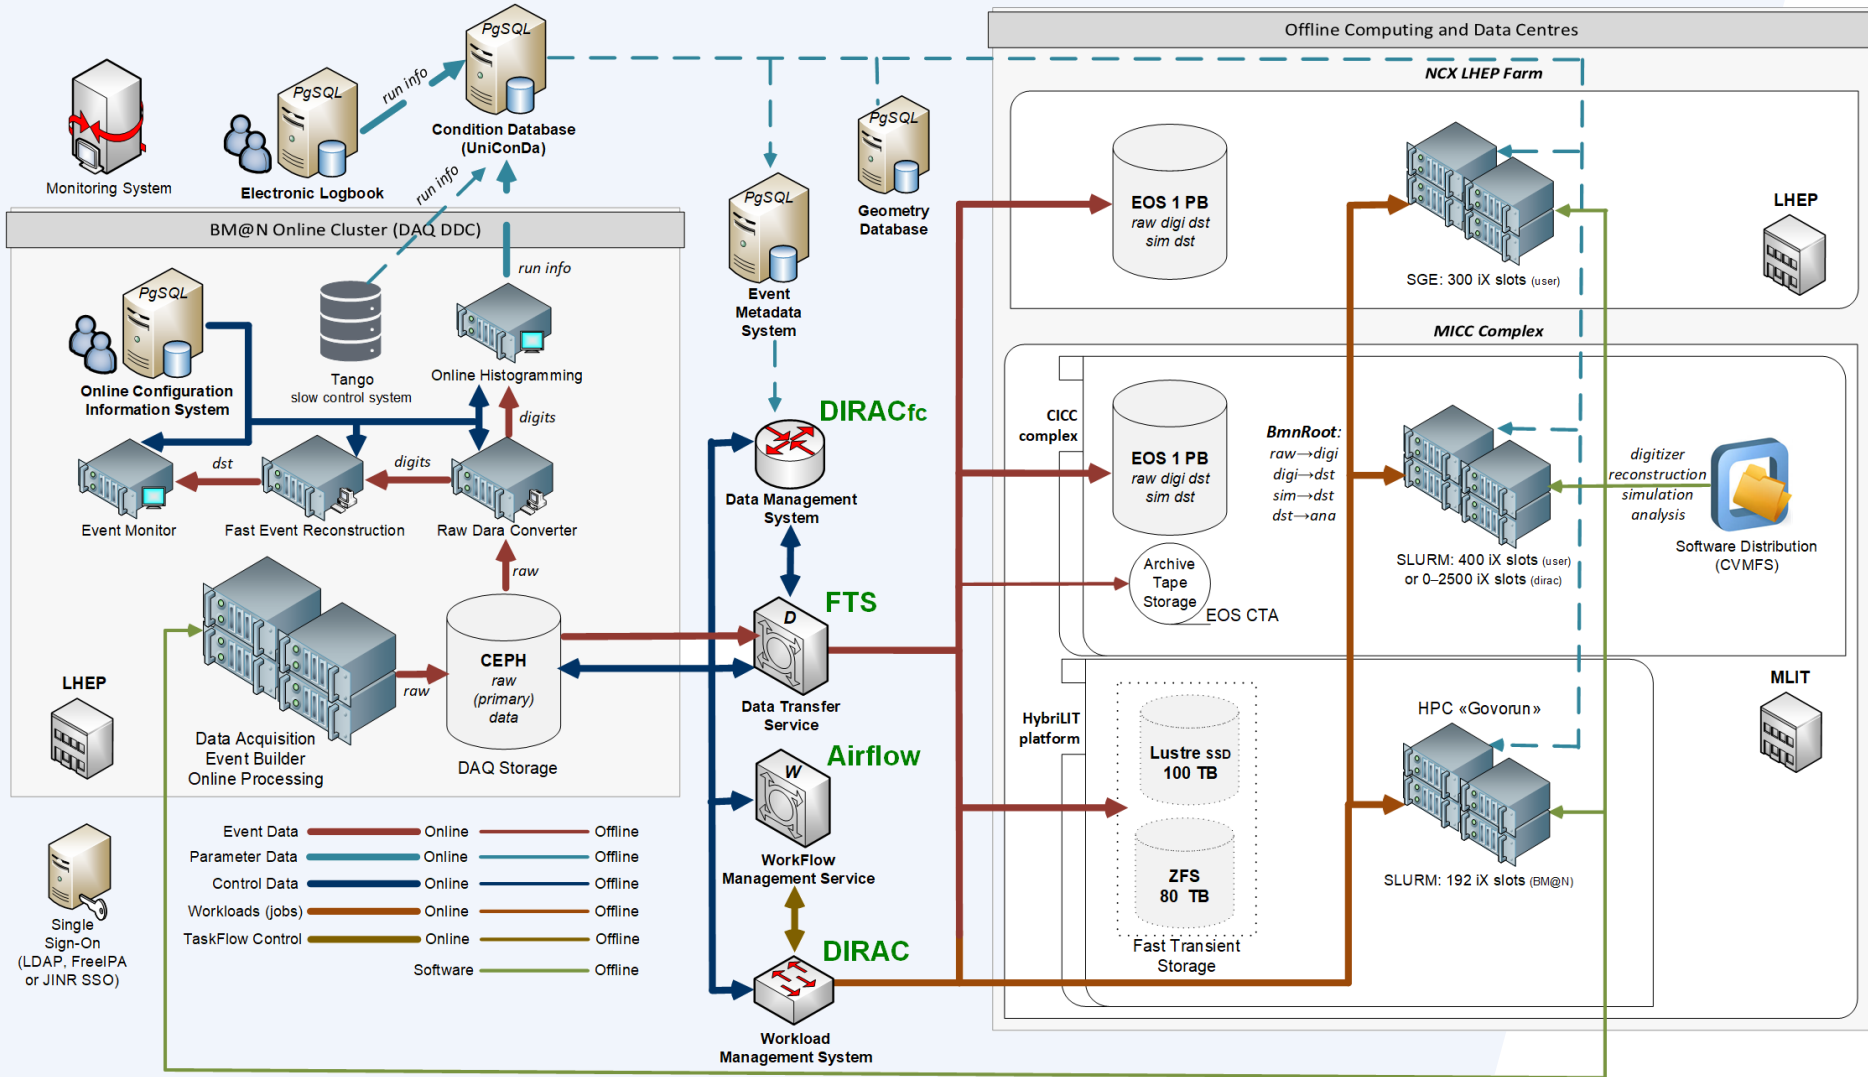 Offline Computing and Data Centres
NCX LHEP Farm
PgSQL
run info
PgSQL
Condition Database
(UniConDa)
Monitoring System
Electronic Logbook
run info
PgSQL
Geometry
Database
PgSQL
Event
Metadata
System
EOS 1 PB
raw digi dst
sim dst
SGE: 300 iX slots (user)
LHEP
BM@N Online Cluster (DAQ DDC)
run info
PgSQL
Online Configuration
Information System
Tango
slow control system
Online Histogramming
digits
dst
digits
Event Monitor
Fast Event Reconstruction
Raw Dara Converter
raw
CEPH
raw
(primary)
data
raw
DAQ Storage
LHEP
Data Acquisition
Event Builder
Online Processing
DIRACfc
Data Management
System
FTS
D
Data Transfer
Service
Airflow
W
WorkFlow
Management Service
DIRAC
Workload
Management System
MICC Complex
CICC
complex
EOS 1 PB
raw digi dst
sim dst
Archive
Tape
Storage
EOS CTA
BmnRoot:
raw→digi
digi→dst
sim→dst
dst→ana
SLURM: 400 iX slots (user)
or 0–2500 iX slots (dirac)
digitizer
reconstruction
simulation
analysis
Software Distribution
(CVMFS)
HybriLIT
platform
Lustre SSD
100 TB
ZFS
80 TB
Fast Transient
Storage
HPC «Govorun»
SLURM: 192 iX slots (BM@N)
MLIT
Single
Sign-On
(LDAP, FreeIPA
or JINR SSO)
Event Data Online Offline
Parameter Data Online Offline
Control Data Online Offline
Workloads (jobs) Online Offline
TaskFlow Control Online Offline
Software Offline